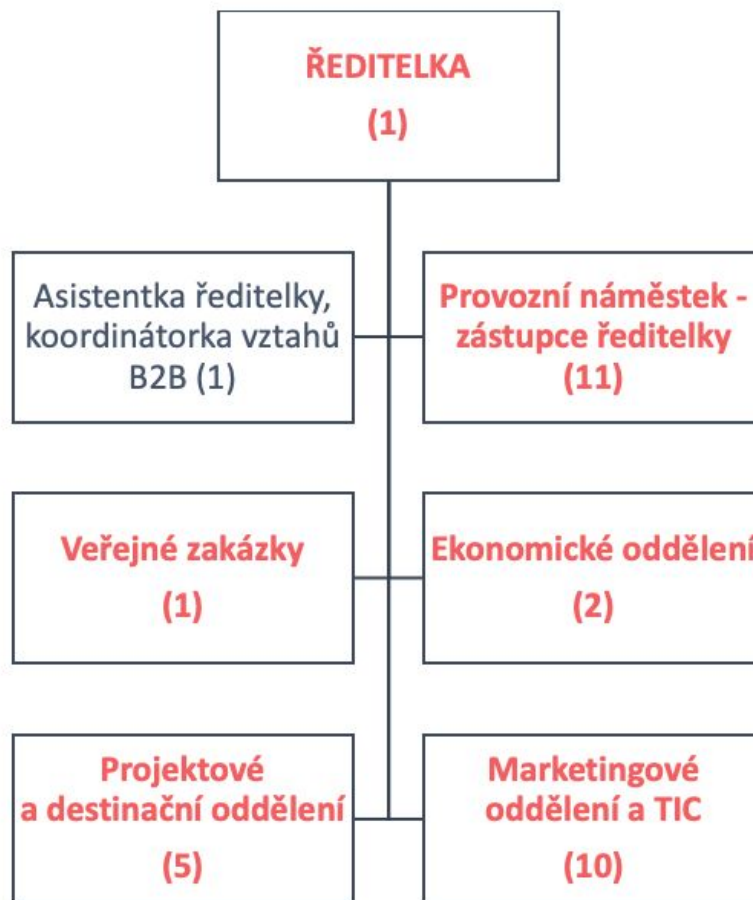 ŘEDITELKA
(1)
Asistentka ředitelky,
koordinátorka vztahů
B2B (1)
Provozní náměstek -
zástupce ředitelky
(11)
Veřejné zakázky
(1)
Ekonomické oddělení
(2)
Projektové
a destinační oddělení
(5)
Marketingové
oddělení a TIC
(10)